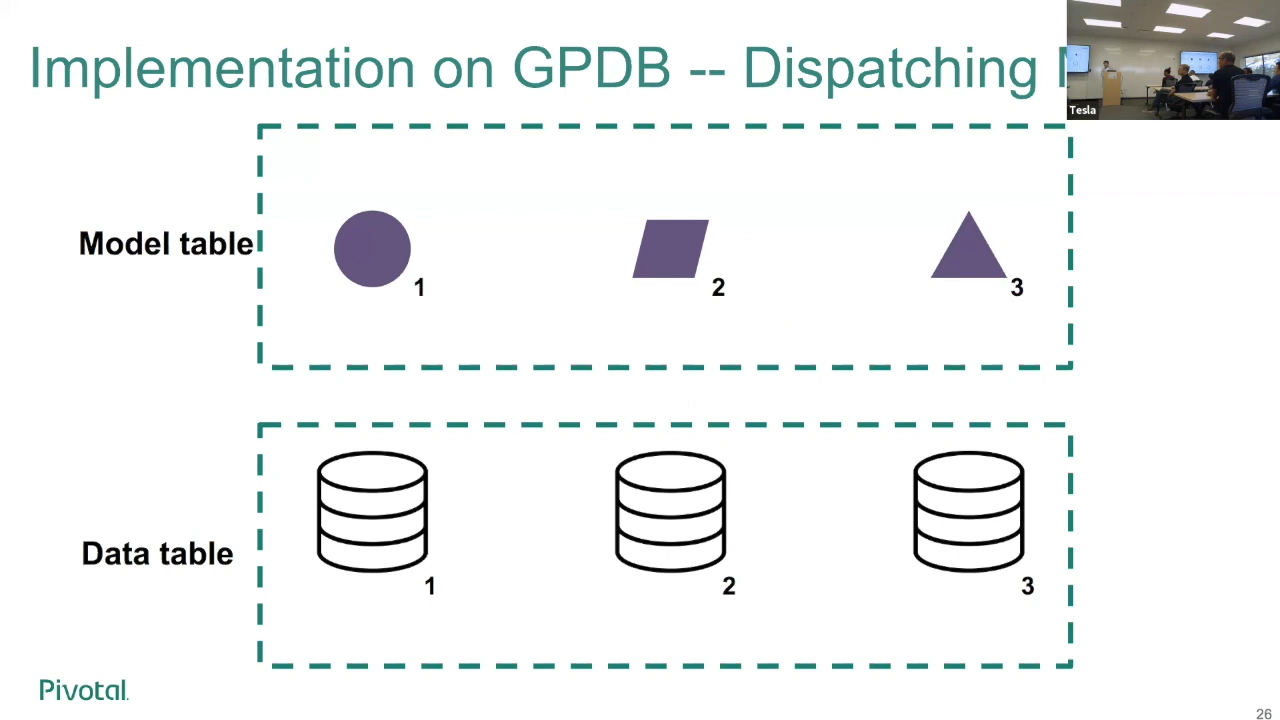 Implementation on GPDB -- Dispatching
Tesla
Model table
1
2
3
Data table
1
2
3
Pivotal
26